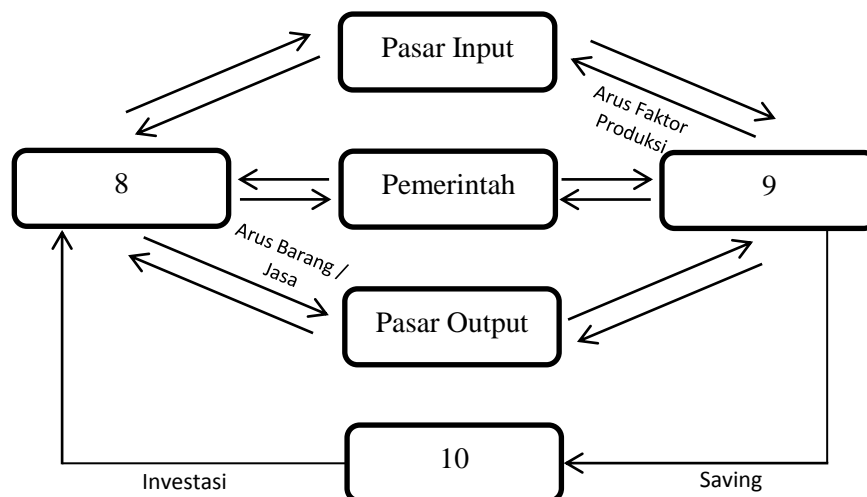 Pasar Input
Arus Faktor
Produksi
8
Pemerintah
9
Arus Barang /
Jasa
Pasar Output
10
Investasi
Saving